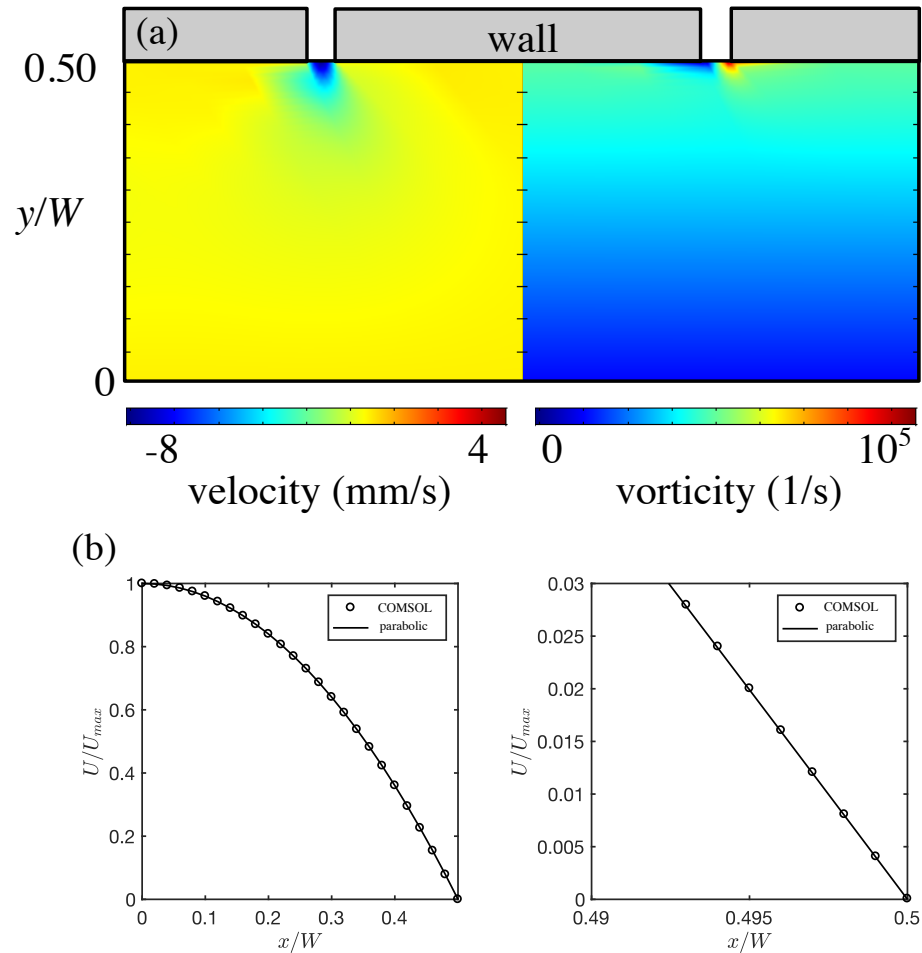 (a)
wall
0.50
y/W
0
-8 4
velocity (mm/s)
0 10⁵
vorticity (1/s)
(b)
1
0.8
0.6
0.4
0.2
0
U/U_max
0 0.1 0.2 0.3 0.4
x/W
COMSOL
parabolic
0.03
0.025
0.02
0.015
0.01
0.005
0
U/U_max
0.49 0.495 0.5
x/W
COMSOL
parabolic